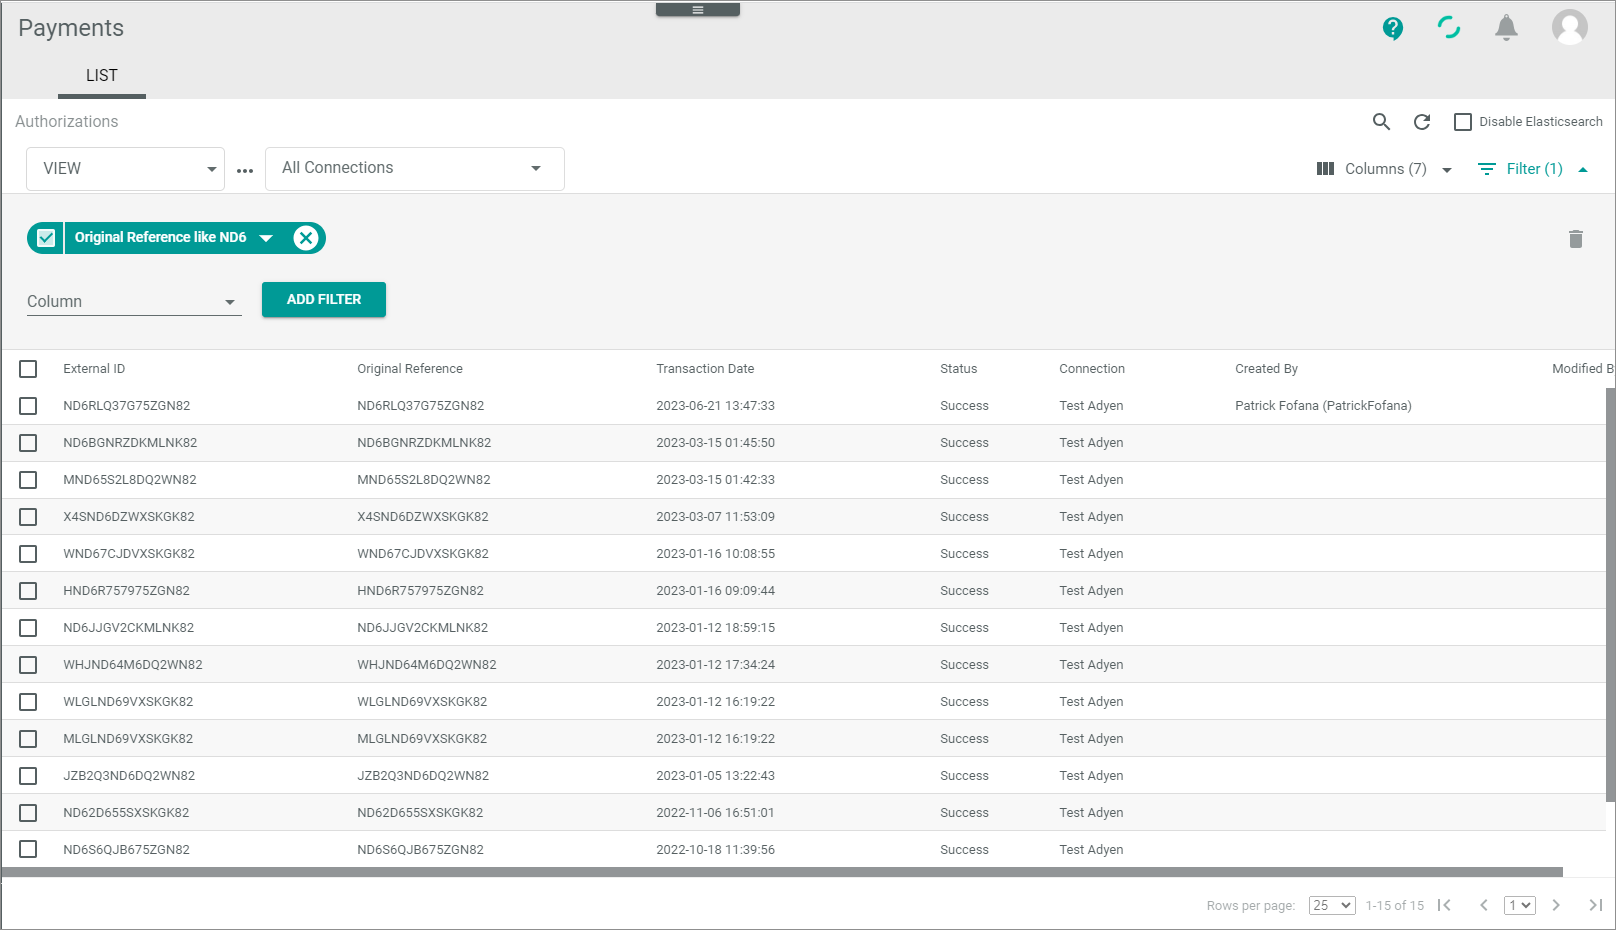 Payments
LIST
Authorizations
Disable Elasticsearch
VIEW ... All Connections Columns (7) Filter (1)
Original Reference like ND6
Column ADD FILTER
External ID Original Reference Transaction Date Status Connection Created By Modified B
ND6RLQ37G75ZGN82 ND6RLQ37G75ZGN82 2023-06-21 13:47:33 Success Test Adyen Patrick Fofana (PatrickFofana)
ND6BGNRZDKMLNK82 ND6BGNRZDKMLNK82 2023-03-15 01:45:50 Success Test Adyen
MND65S2L8DQ2WN82 MND65S2L8DQ2WN82 2023-03-15 01:42:33 Success Test Adyen
X4SND6DZWXSKGK82 X4SND6DZWXSKGK82 2023-03-07 11:53:09 Success Test Adyen
WND67CJDVXSKGK82 WND67CJDVXSKGK82 2023-01-16 10:08:55 Success Test Adyen
HND6R757975ZGN82 HND6R757975ZGN82 2023-01-16 09:09:44 Success Test Adyen
ND6JJGV2CKMLNK82 ND6JJGV2CKMLNK82 2023-01-12 18:59:15 Success Test Adyen
WHJND64M6DQ2WN82 WHJND64M6DQ2WN82 2023-01-12 17:34:24 Success Test Adyen
WLGLND69VXSKGK82 WLGLND69VXSKGK82 2023-01-12 16:19:22 Success Test Adyen
MLGLND69VXSKGK82 MLGLND69VXSKGK82 2023-01-12 16:19:22 Success Test Adyen
JZB2Q3ND6DQ2WN82 JZB2Q3ND6DQ2WN82 2023-01-05 13:22:43 Success Test Adyen
ND62D655SXSKGK82 ND62D655SXSKGK82 2022-11-06 16:51:01 Success Test Adyen
ND6S6QJB675ZGN82 ND6S6QJB675ZGN82 2022-10-18 11:39:56 Success Test Adyen
Rows per page: 25 1-15 of 15 1